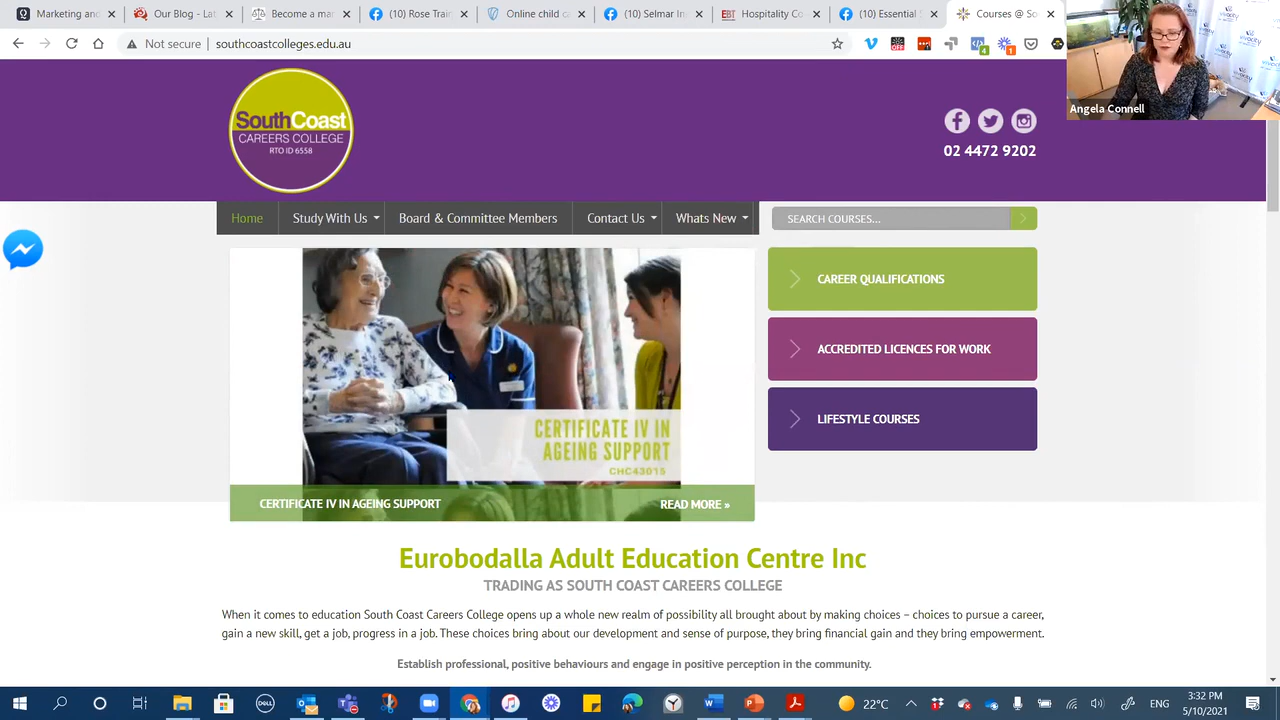 Marketing and
Our Blog - Lat
Become a mar
(10) Rose Trai
Online child c
(10) Selmar In
Hospitality C
(10) Essential S
Courses @ So
Not secure
southcoastcolleges.edu.au
OFF
4
1
Angela Connell
SouthCoast
CAREERS COLLEGE
RTO ID 6558
02 4472 9202
Home
Study With Us
Board & Committee Members
Contact Us
Whats New
SEARCH COURSES...
CAREER QUALIFICATIONS
ACCREDITED LICENCES FOR WORK
LIFESTYLE COURSES
CERTIFICATE IV IN
AGEING SUPPORT
CHC43015
CERTIFICATE IV IN AGEING SUPPORT
READ MORE »
Eurobodalla Adult Education Centre Inc
TRADING AS SOUTH COAST CAREERS COLLEGE
When it comes to education South Coast Careers College opens up a whole new realm of possibility all brought about by making choices – choices to pursue a career,
gain a new skill, get a job, progress in a job. These choices bring about our development and sense of purpose, they bring financial gain and they bring empowerment.
Establish professional, positive behaviours and engage in positive perception in the community.
22°C
ENG
3:32 PM
5/10/2021